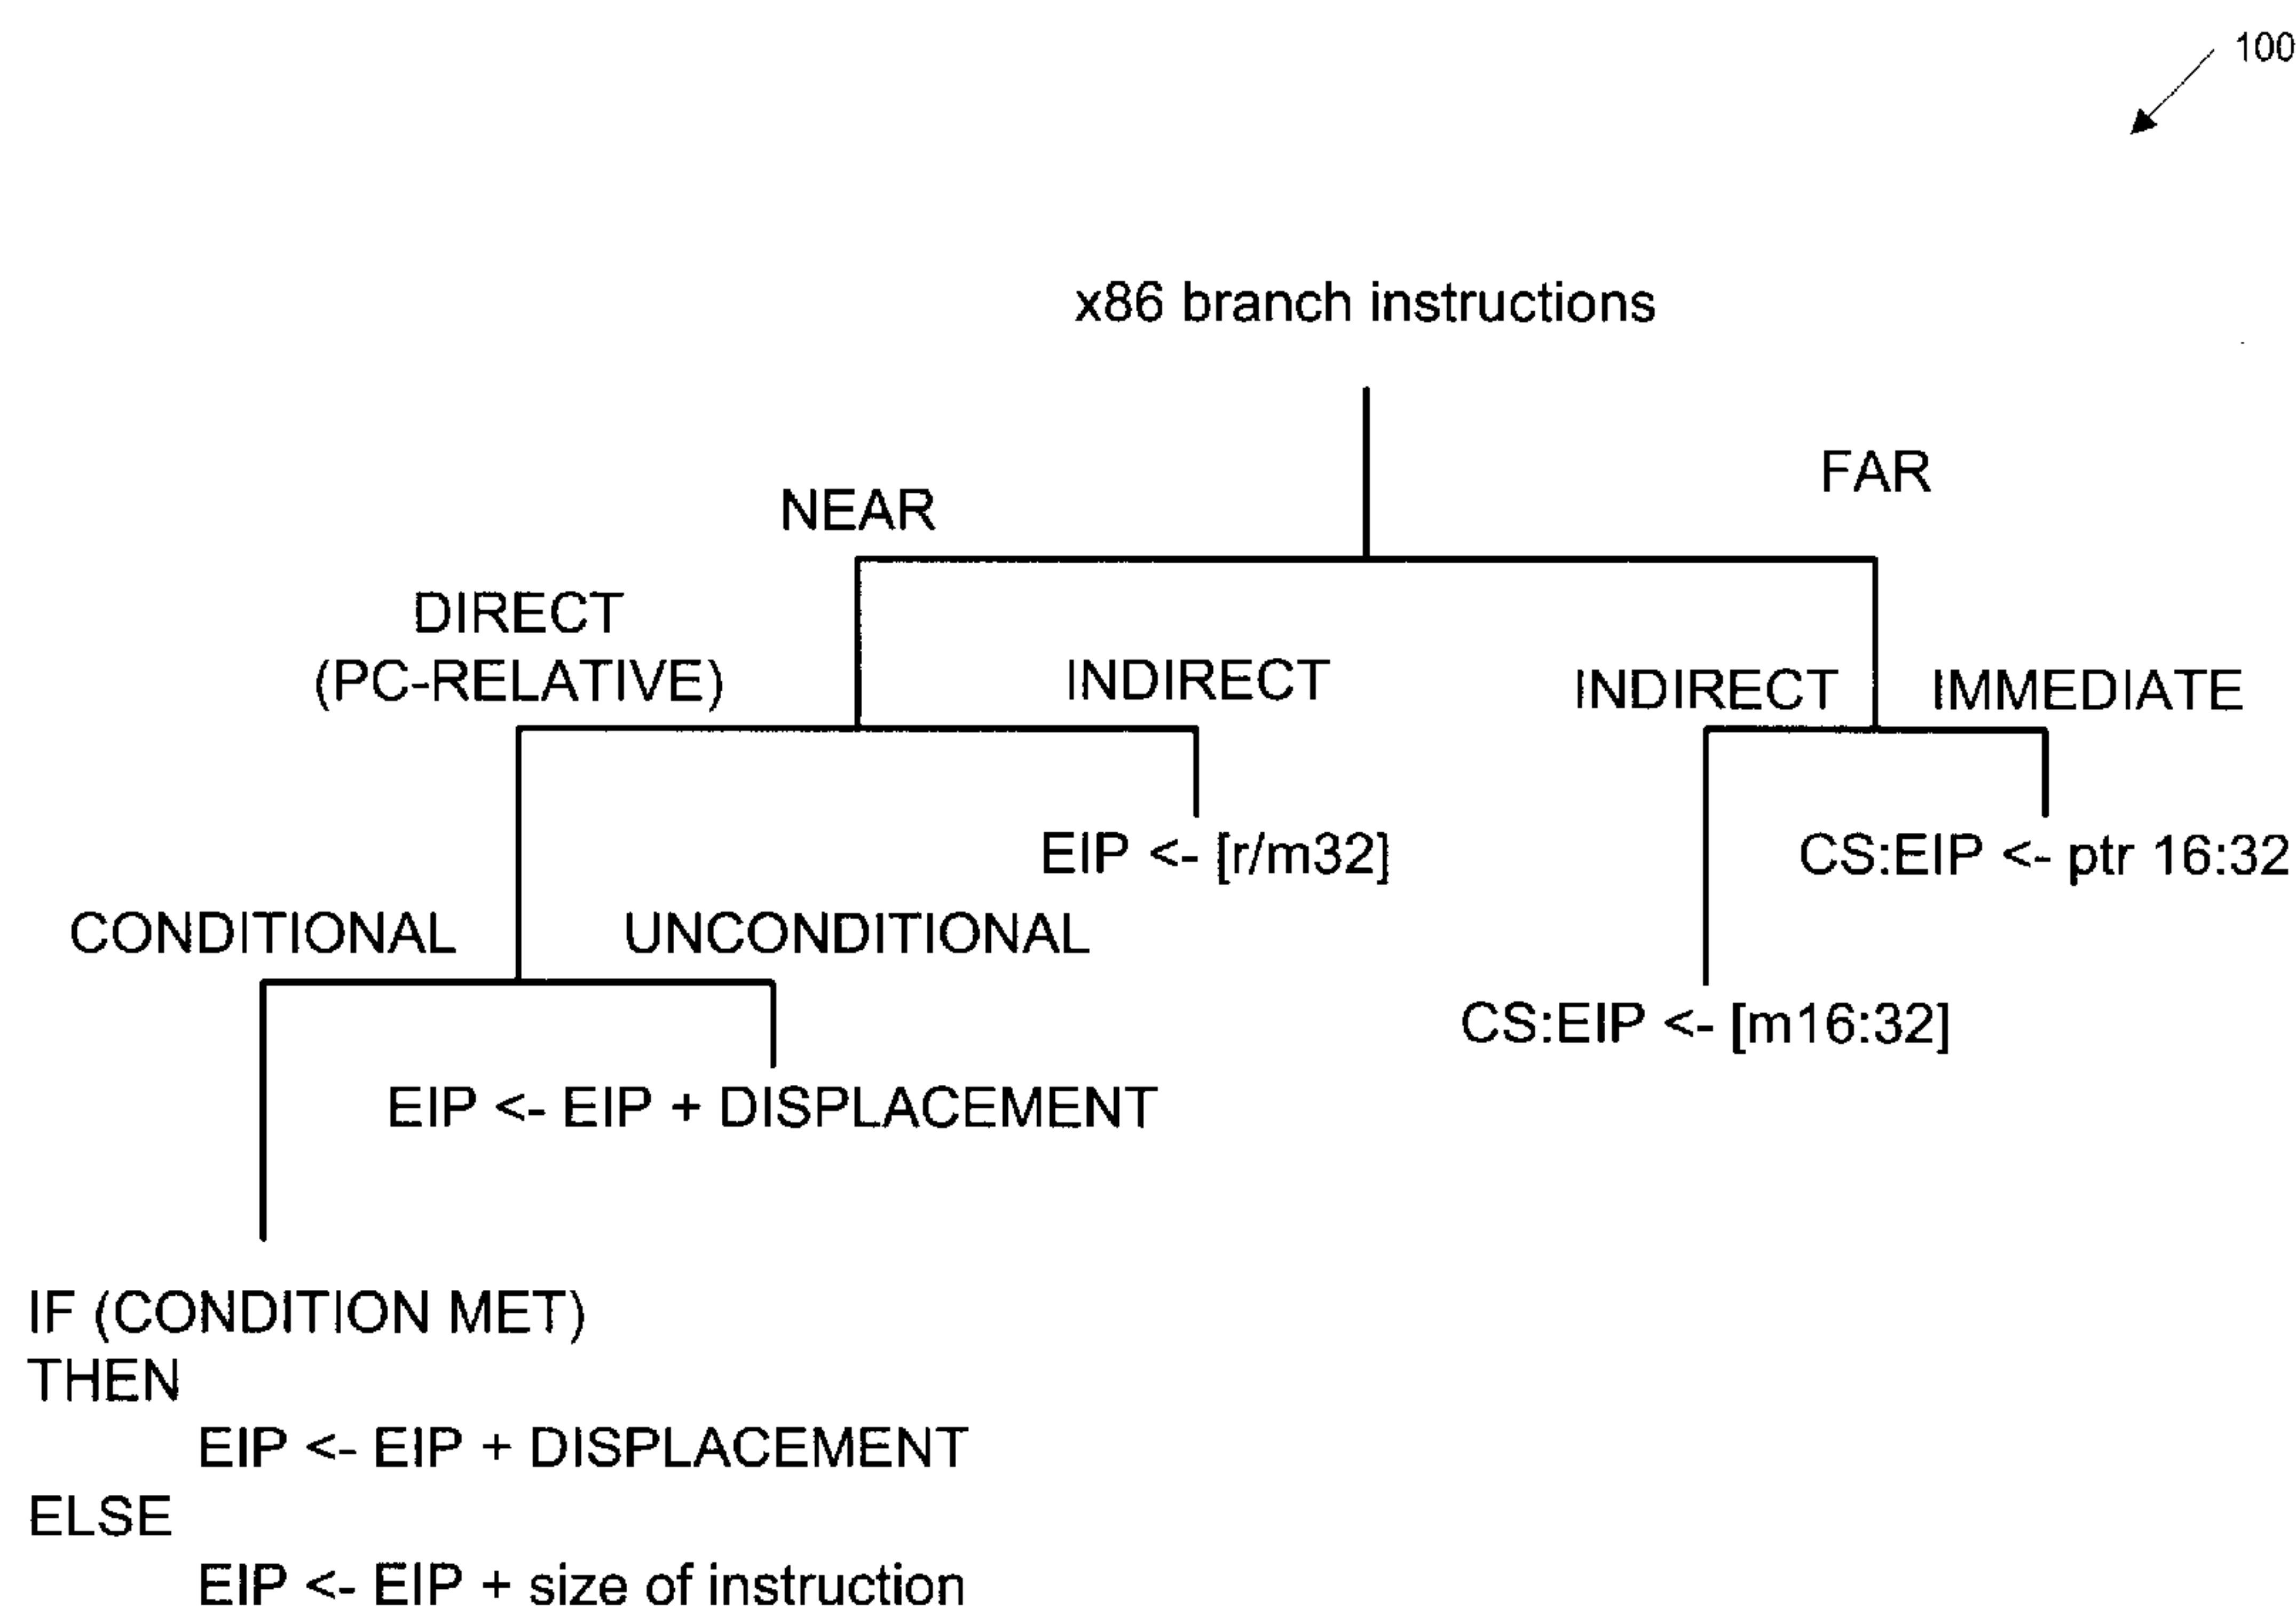 100
x86 branch instructions
FAR
NEAR
DIRECT
(PC-RELATIVE)
INDIRECT
INDIRECT
IMMEDIATE
EIP <- [r/m32]
CS:EIP <- ptr 16:32
CONDITIONAL
UNCONDITIONAL
CS:EIP <- [m16:32]
EIP <- EIP + DISPLACEMENT
IF (CONDITION MET)
THEN
EIP <- EIP + DISPLACEMENT
ELSE
EIP <- EIP + size of instruction